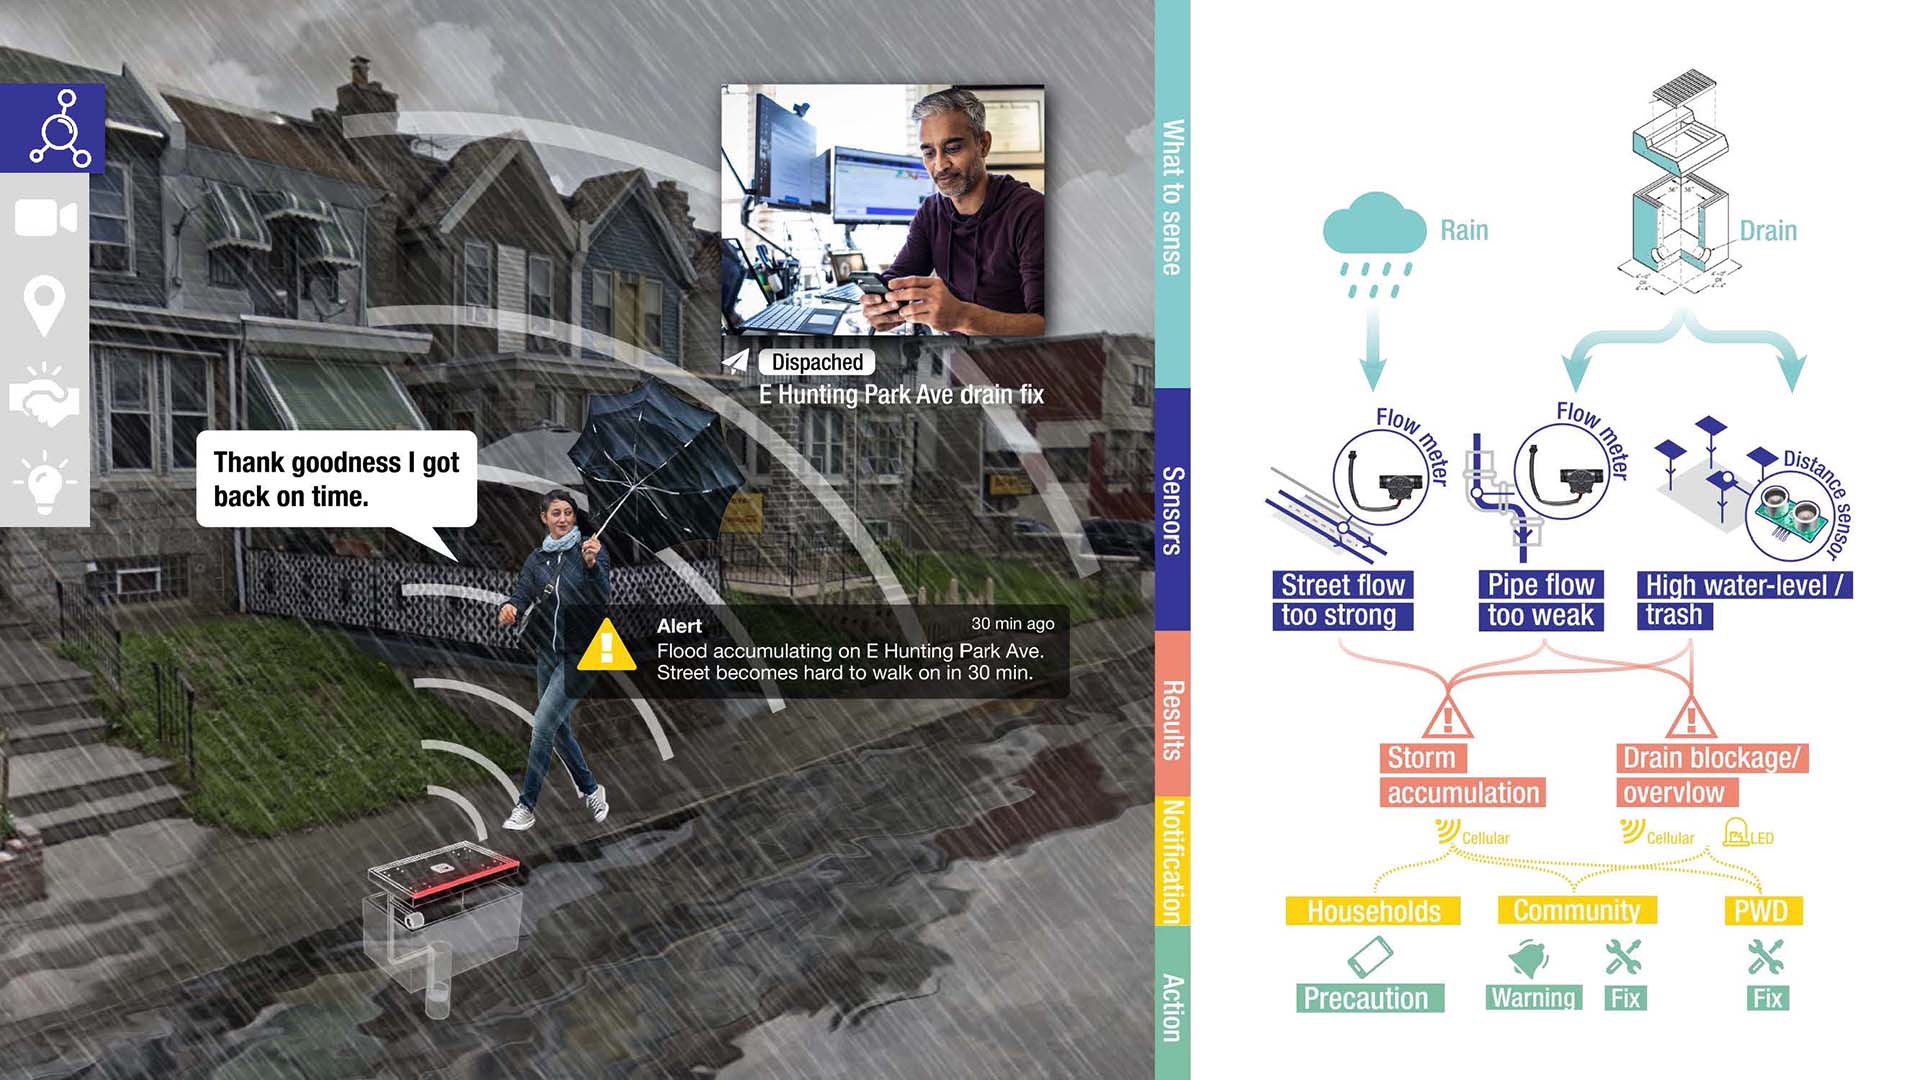 Dispached
E Hunting Park Ave drain fix
Thank goodness I got
back on time.
Alert
30 min ago
Flood accumulating on E Hunting Park Ave.
Street becomes hard to walk on in 30 min.
What to sense
Rain
Drain
Sensors
Flow meter
Flow meter
Distance sensor
Street flow
too strong
Pipe flow
too weak
High water-level /
trash
Results
Storm
accumulation
Drain blockage/
overvlow
Notification
Cellular
Cellular
LED
Households
Community
PWD
Action
Precaution
Warning
Fix
Fix